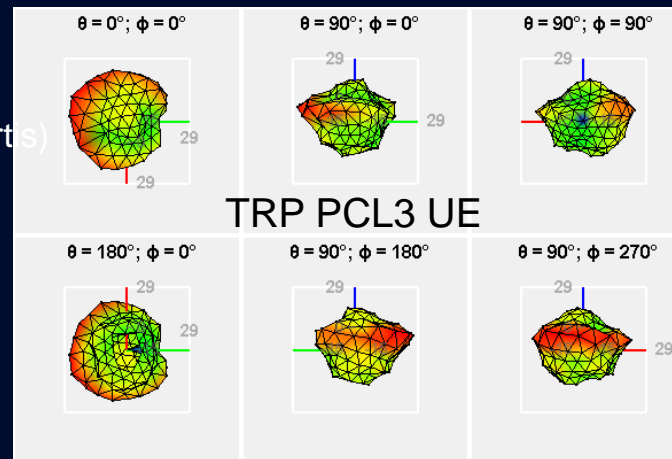 θ = 0°; ϕ = 0°
θ = 90°; ϕ = 0°
θ = 90°; ϕ = 90°
29
29
29
29
29
29
rtis)
TRP PCL3 UE
θ = 180°; ϕ = 0°
θ = 90°; ϕ = 180°
θ = 90°; ϕ = 270°
29
29
29
29
29